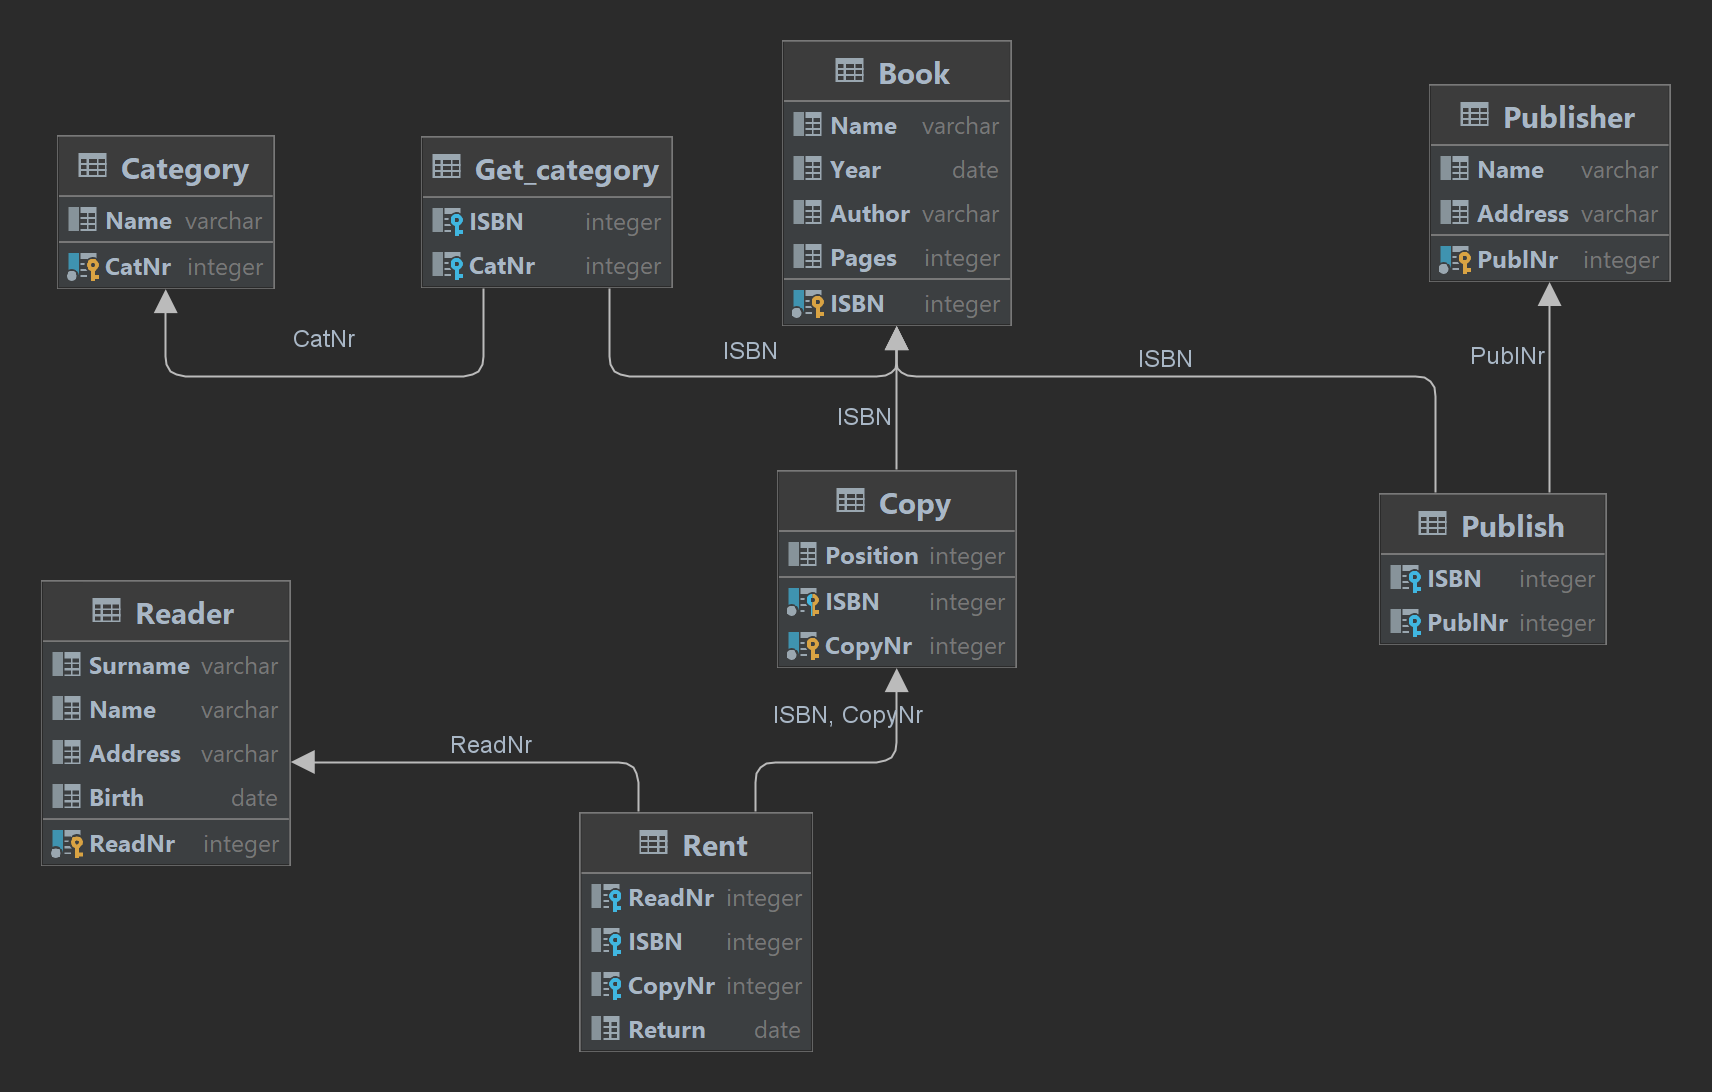 Book
Name varchar
Year date
Author varchar
Pages integer
ISBN integer
Publisher
Name varchar
Address varchar
PublNr integer
Category
Name varchar
CatNr integer
Get_category
ISBN integer
CatNr integer
CatNr
ISBN
ISBN
PublNr
ISBN
Copy
Position integer
ISBN integer
CopyNr integer
Publish
ISBN integer
PublNr integer
Reader
Surname varchar
Name varchar
Address varchar
Birth date
ReadNr integer
ISBN, CopyNr
ReadNr
Rent
ReadNr integer
ISBN integer
CopyNr integer
Return date